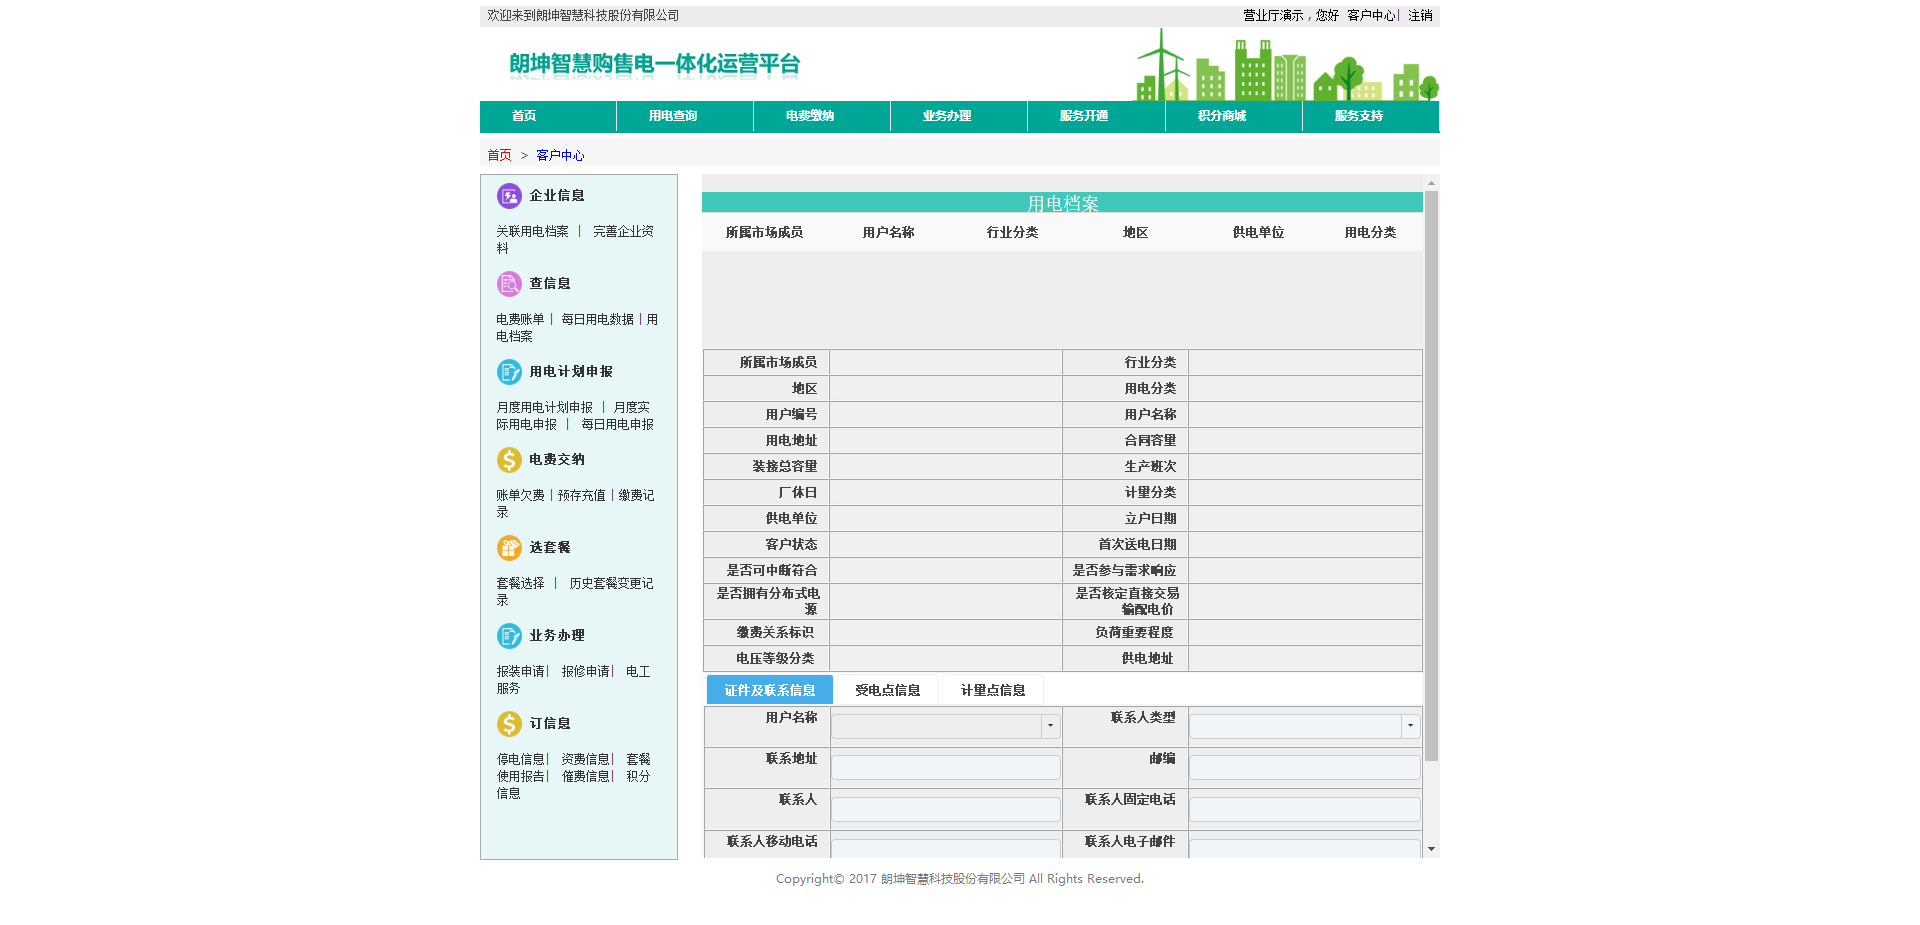 欢迎来到朗坤智慧科技股份有限公司
营业厅演示，您好 客户中心| 注销
朗坤智慧购售电一体化运营平台
首页 用电查询 电费缴纳 业务办理 服务开通 积分商城 服务支持
首页 > 客户中心
企业信息
关联用电档案 | 完善企业资
料
查信息
电费账单 | 每日用电数据 | 用
电档案
用电计划申报
月度用电计划申报 | 月度实
际用电申报 | 每日用电申报
电费交纳
账单欠费 | 预存充值 | 缴费记
录
选套餐
套餐选择 | 历史套餐变更记
录
业务办理
报装申请| 报修申请| 电工
服务
订信息
停电信息| 资费信息| 套餐
使用报告| 催费信息| 积分
信息
用电档案
所属市场成员 用户名称 行业分类 地区 供电单位 用电分类
所属市场成员 行业分类
地区 用电分类
用户编号 用户名称
用电地址 合同容量
装接总容量 生产班次
厂休日 计量分类
供电单位 立户日期
客户状态 首次送电日期
是否可中断符合 是否参与需求响应
是否拥有分布式电 是否核定直接交易
源 输配电价
缴费关系标识 负荷重要程度
电压等级分类 供电地址
证件及联系信息 受电点信息 计量点信息
用户名称 联系人类型
联系地址 邮编
联系人 联系人固定电话
联系人移动电话 联系人电子邮件
Copyright© 2017 朗坤智慧科技股份有限公司 All Rights Reserved.